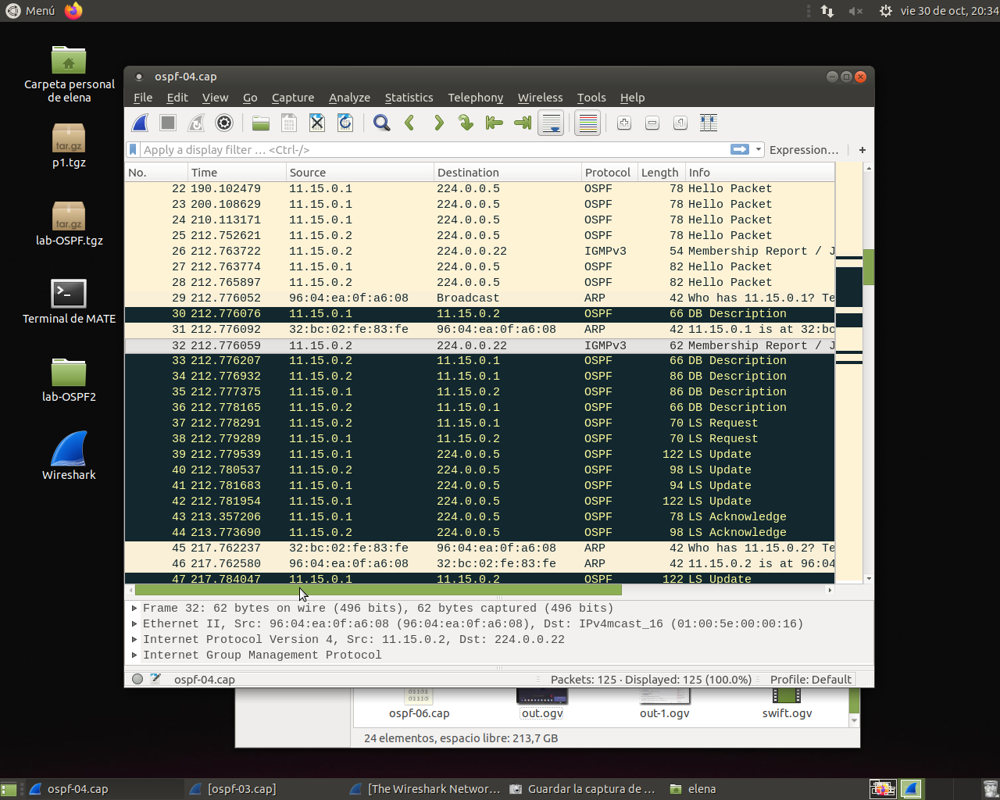 Menú
vie 30 de oct, 20:34
Carpeta personal
de elena
tar.gz
p1.tgz
tar.gz
lab-OSPF.tgz
Terminal de MATE
lab-OSPF2
Wireshark
ospf-04.cap
File Edit View Go Capture Analyze Statistics Telephony Wireless Tools Help
Apply a display filter … <Ctrl-/>
Expression… +
No. Time Source Destination Protocol Length Info
22 190.102479 11.15.0.1 224.0.0.5 OSPF 78 Hello Packet
23 200.108629 11.15.0.1 224.0.0.5 OSPF 78 Hello Packet
24 210.113171 11.15.0.1 224.0.0.5 OSPF 78 Hello Packet
25 212.752621 11.15.0.2 224.0.0.5 OSPF 78 Hello Packet
26 212.763722 11.15.0.2 224.0.0.22 IGMPv3 54 Membership Report / J
27 212.763774 11.15.0.1 224.0.0.5 OSPF 82 Hello Packet
28 212.765897 11.15.0.2 224.0.0.5 OSPF 82 Hello Packet
29 212.776052 96:04:ea:0f:a6:08 Broadcast ARP 42 Who has 11.15.0.1? Te
30 212.776076 11.15.0.1 11.15.0.2 OSPF 66 DB Description
31 212.776092 32:bc:02:fe:83:fe 96:04:ea:0f:a6:08 ARP 42 11.15.0.1 is at 32:bc
32 212.776059 11.15.0.2 224.0.0.22 IGMPv3 62 Membership Report / J
33 212.776207 11.15.0.2 11.15.0.1 OSPF 66 DB Description
34 212.776932 11.15.0.2 11.15.0.1 OSPF 86 DB Description
35 212.777375 11.15.0.1 11.15.0.2 OSPF 86 DB Description
36 212.778165 11.15.0.2 11.15.0.1 OSPF 66 DB Description
37 212.778291 11.15.0.2 11.15.0.1 OSPF 70 LS Request
38 212.779289 11.15.0.1 11.15.0.2 OSPF 70 LS Request
39 212.779539 11.15.0.1 224.0.0.5 OSPF 122 LS Update
40 212.780537 11.15.0.2 224.0.0.5 OSPF 98 LS Update
41 212.781683 11.15.0.1 224.0.0.5 OSPF 94 LS Update
42 212.781954 11.15.0.1 224.0.0.5 OSPF 122 LS Update
43 213.357206 11.15.0.1 224.0.0.5 OSPF 78 LS Acknowledge
44 213.773690 11.15.0.2 224.0.0.5 OSPF 98 LS Acknowledge
45 217.762237 32:bc:02:fe:83:fe 96:04:ea:0f:a6:08 ARP 42 Who has 11.15.0.2? Te
46 217.762580 96:04:ea:0f:a6:08 32:bc:02:fe:83:fe ARP 42 11.15.0.2 is at 96:04
47 217.784047 11.15.0.1 11.15.0.2 OSPF 122 LS Update
Frame 32: 62 bytes on wire (496 bits), 62 bytes captured (496 bits)
Ethernet II, Src: 96:04:ea:0f:a6:08 (96:04:ea:0f:a6:08), Dst: IPv4mcast_16 (01:00:5e:00:00:16)
Internet Protocol Version 4, Src: 11.15.0.2, Dst: 224.0.0.22
Internet Group Management Protocol
ospf-04.cap
Packets: 125 · Displayed: 125 (100.0%)
Profile: Default
01101
01110
ospf-06.cap
out.ogv
out-1.ogv
swift.ogv
24 elementos, espacio libre: 213,7 GB
ospf-04.cap
[ospf-03.cap]
[The Wireshark Networ…
Guardar la captura de …
elena